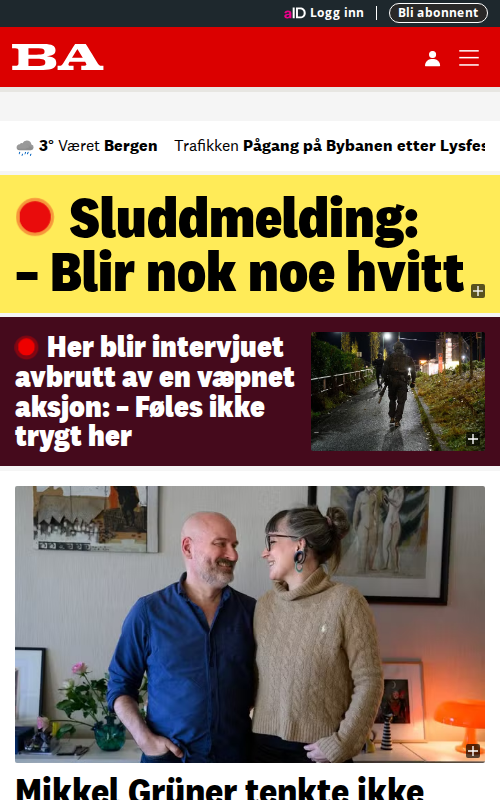 aID Logg inn Bli abonnent
BA
3° Været Bergen Trafikken Pågang på Bybanen etter Lysfes
Sluddmelding:
– Blir nok noe hvitt
Her blir intervjuet
avbrutt av en væpnet
aksjon: – Føles ikke
trygt her
Mikkel Grüner tenkte ikke